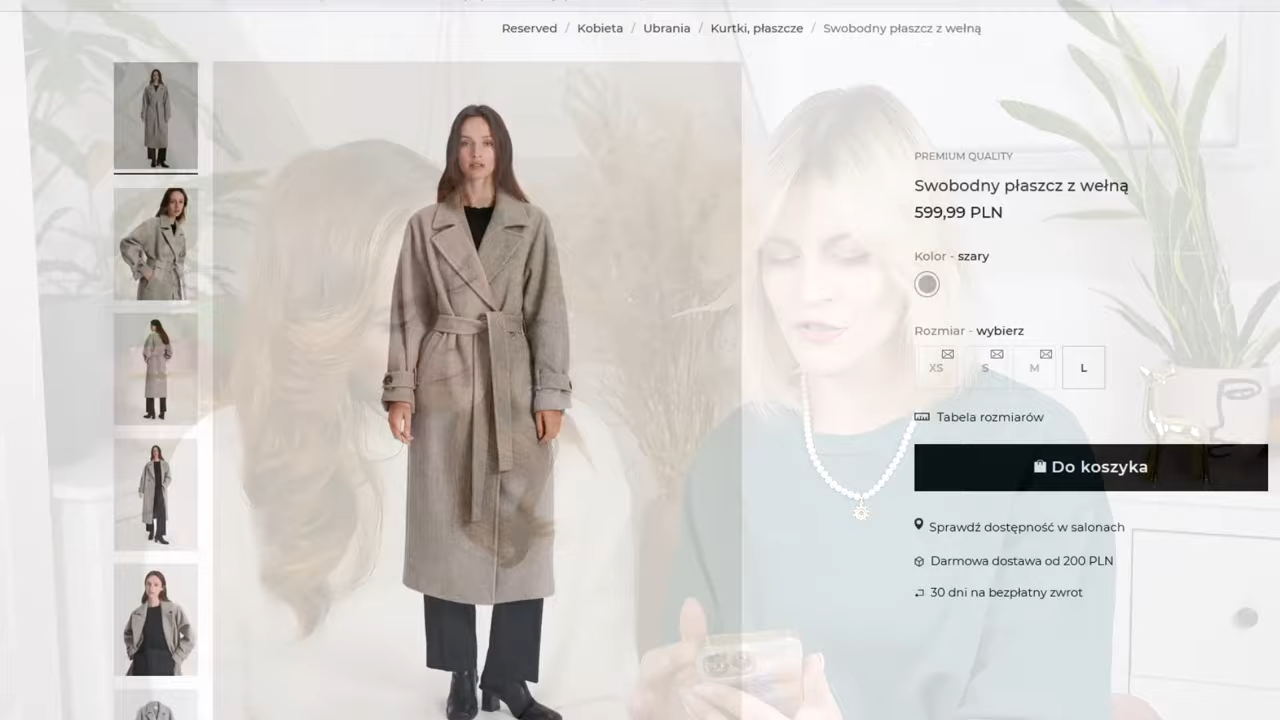 Reserved / Kobieta / Ubrania / Kurtki, płaszcze / Swobodny płaszcz z wełną
PREMIUM QUALITY
Swobodny płaszcz z wełną
599,99 PLN
Kolor - szary
Rozmiar - wybierz
XS S M L
Tabela rozmiarów
Do koszyka
Sprawdź dostępność w salonach
Darmowa dostawa od 200 PLN
30 dni na bezpłatny zwrot